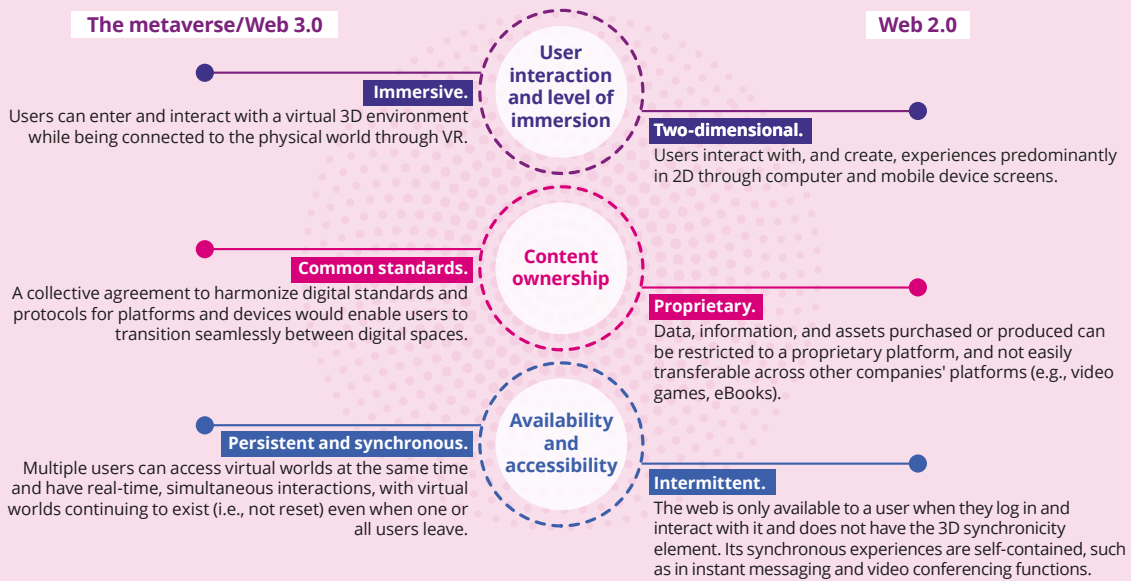 The metaverse/Web 3.0
Web 2.0
User
interaction
and level of
immersion
Immersive.
Users can enter and interact with a virtual 3D environment
while being connected to the physical world through VR.
Two-dimensional.
Users interact with, and create, experiences predominantly
in 2D through computer and mobile device screens.
Content
ownership
Common standards.
A collective agreement to harmonize digital standards and
protocols for platforms and devices would enable users to
transition seamlessly between digital spaces.
Proprietary.
Data, information, and assets purchased or produced can
be restricted to a proprietary platform, and not easily
transferable across other companies' platforms (e.g., video
games, eBooks).
Availability
and
accessibility
Persistent and synchronous.
Multiple users can access virtual worlds at the same time
and have real-time, simultaneous interactions, with virtual
worlds continuing to exist (i.e., not reset) even when one or
all users leave.
Intermittent.
The web is only available to a user when they log in and
interact with it and does not have the 3D synchronicity
element. Its synchronous experiences are self-contained, such
as in instant messaging and video conferencing functions.